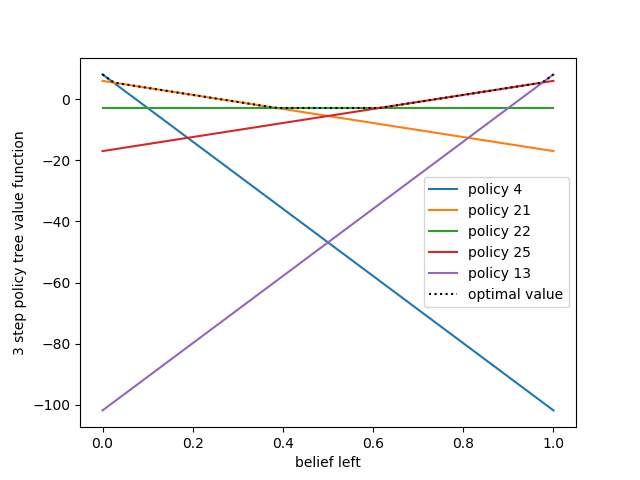 0
−20
−40
−60
−80
−100
3 step policy tree value function
policy 4
policy 21
policy 22
policy 25
policy 13
optimal value
0.0 0.2 0.4 0.6 0.8 1.0
belief left